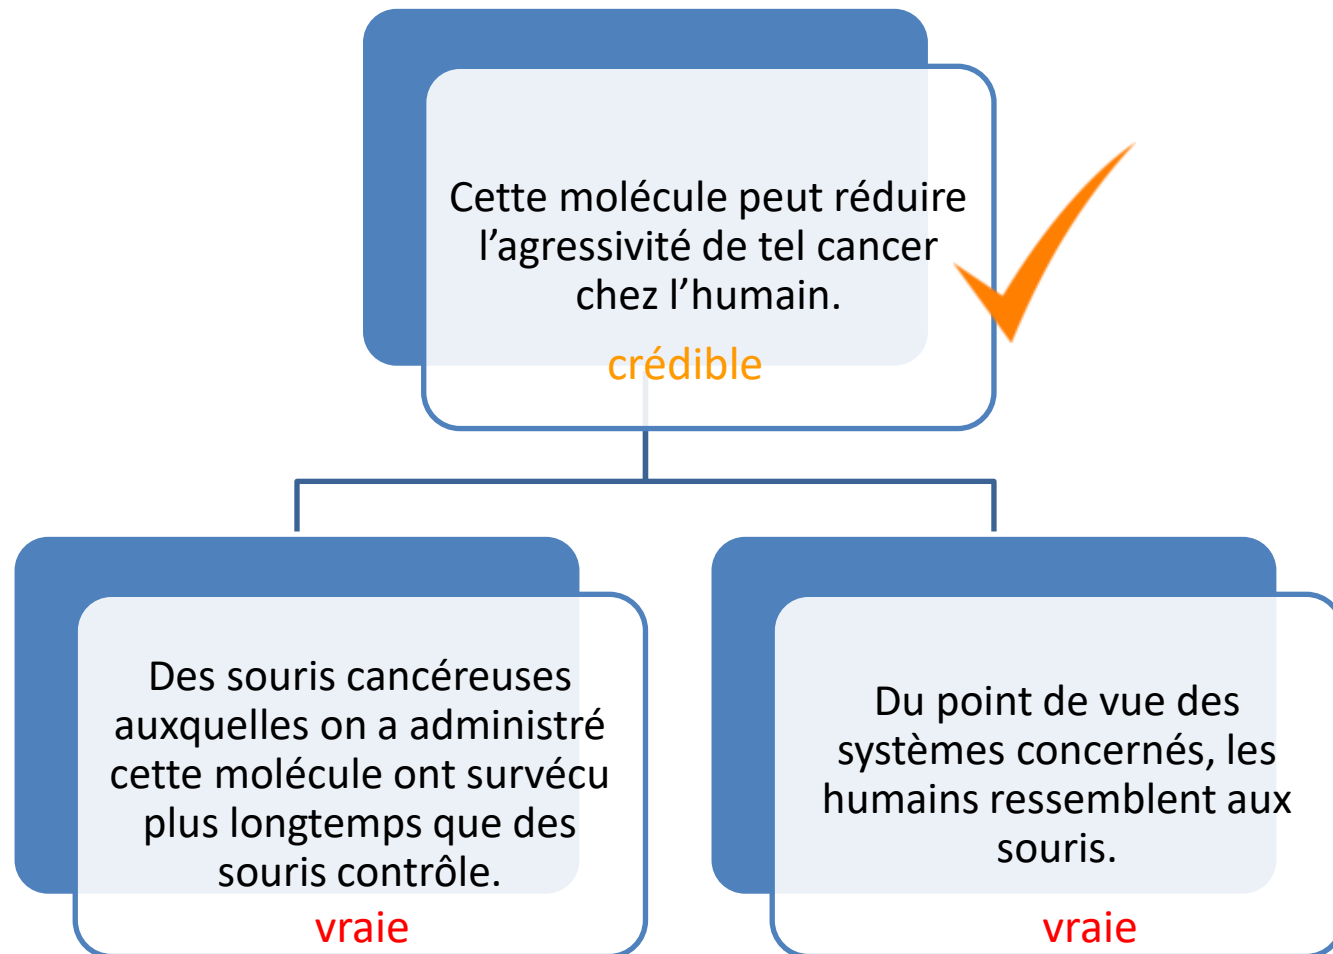 Cette molécule peut réduire
l’agressivité de tel cancer
chez l’humain.
crédible
Des souris cancéreuses
auxquelles on a administré
cette molécule ont survécu
plus longtemps que des
souris contrôle.
vraie
Du point de vue des
systèmes concernés, les
humains ressemblent aux
souris.
vraie